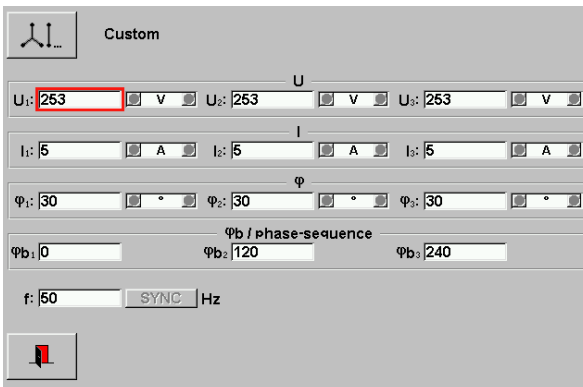 Custom
U
U₁: 253 V U₂: 253 V U₃: 253 V
I
I₁: 5 A I₂: 5 A I₃: 5 A
φ
φ₁: 30 ° φ₂: 30 ° φ₃: 30 °
φb / phase-sequence
φb₁ 0 φb₂ 120 φb₃ 240
f: 50 SYNC Hz